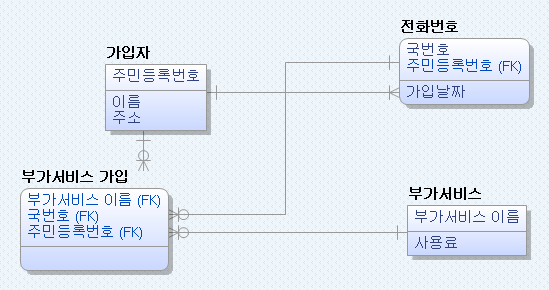 전화번호
국번호
주민등록번호 (FK)
가입날짜
가입자
주민등록번호
이름
주소
부가서비스 가입
부가서비스 이름 (FK)
국번호 (FK)
주민등록번호 (FK)
부가서비스
부가서비스 이름
사용료